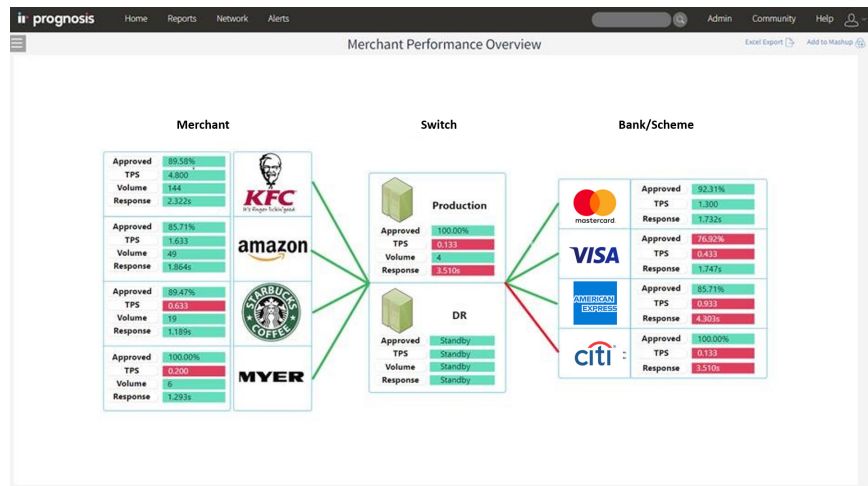 ir prognosis Home Reports Network Alerts Admin Community Help
Merchant Performance Overview Excel Export Add to Mashup
Merchant Switch Bank/Scheme
Approved 89.58%
TPS 4.800
Volume 144
Response 2.322s
KFC
It's finger lickin' good
Approved 85.71%
TPS 1.633
Volume 49
Response 1.864s
amazon
Approved 89.47%
TPS 0.633
Volume 19
Response 1.189s
STARBUCKS
COFFEE
Approved 100.00%
TPS 0.200
Volume 6
Response 1.293s
MYER
Production
Approved 100.00%
TPS 0.133
Volume 4
Response 3.510s
DR
Approved Standby
TPS Standby
Volume Standby
Response Standby
mastercard
Approved 92.31%
TPS 1.300
Response 1.732s
VISA
Approved 76.92%
TPS 0.433
Response 1.747s
AMERICAN
EXPRESS
Approved 85.71%
TPS 0.933
Response 4.303s
citi :
Approved 100.00%
TPS 0.133
Response 3.510s